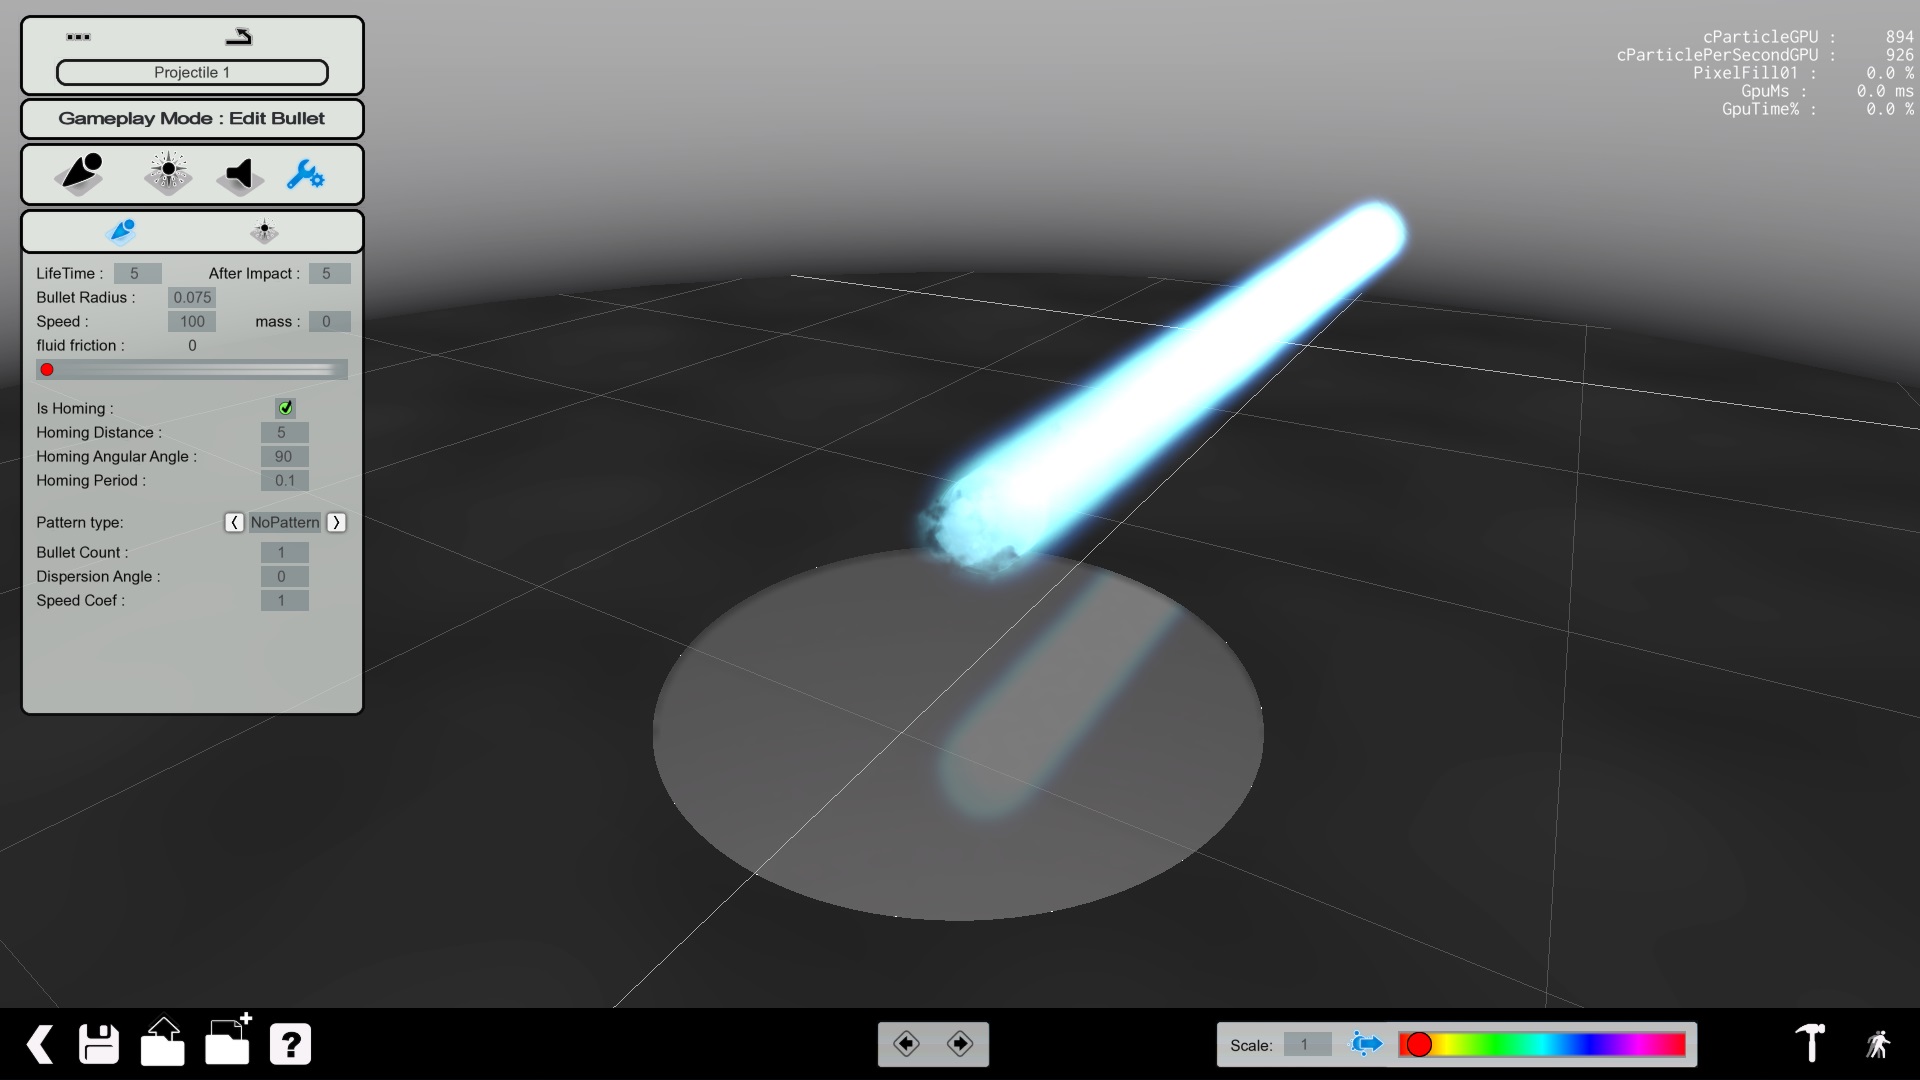 Projectile 1
Gameplay Mode : Edit Bullet
LifeTime : 5 After Impact : 5
Bullet Radius : 0.075
Speed : 100 mass : 0
fluid friction : 0
Is Homing :
Homing Distance : 5
Homing Angular Angle : 90
Homing Period : 0.1
Pattern type: NoPattern
Bullet Count : 1
Dispersion Angle : 0
Speed Coef : 1
cParticleGPU : 894
cParticlePerSecondGPU : 926
PixelFill01 : 0.0 %
GpuMs : 0.0 ms
GpuTime% : 0.0 %
?
Scale: 1